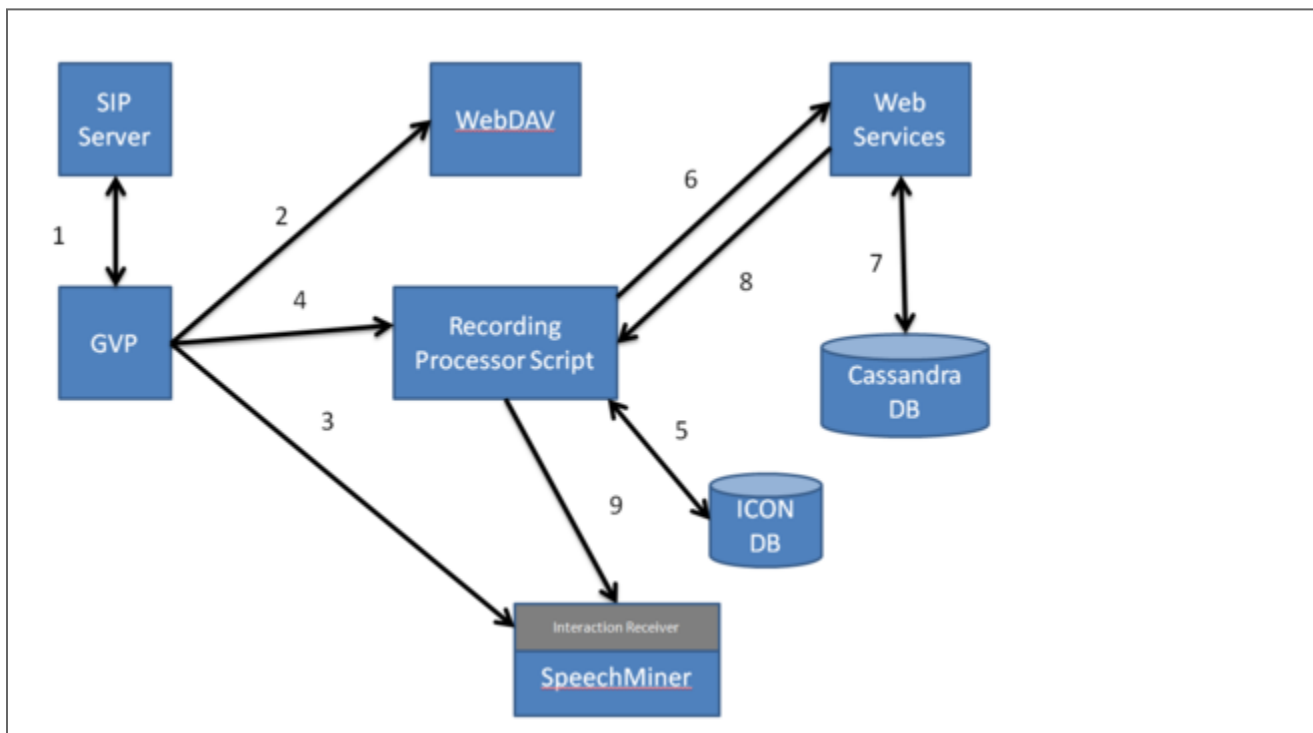 SIP
Server
WebDAV
Web
Services
1
2
6
8
7
4
GVP
Recording
Processor Script
Cassandra
DB
3
5
9
ICON
DB
Interaction Receiver
SpeechMiner